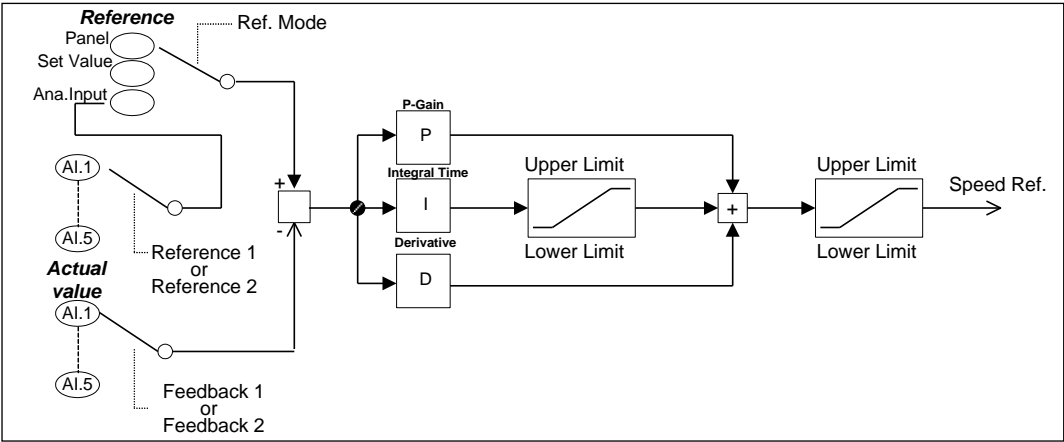 Reference
Panel
Set Value
Ana.Input
Ref. Mode
AI.1
AI.5
Reference 1
or
Reference 2
Actual
value
AI.1
AI.5
Feedback 1
or
Feedback 2
+
-
P-Gain
P
Integral Time
I
Derivative
D
Upper Limit
Lower Limit
+
Upper Limit
Lower Limit
Speed Ref.